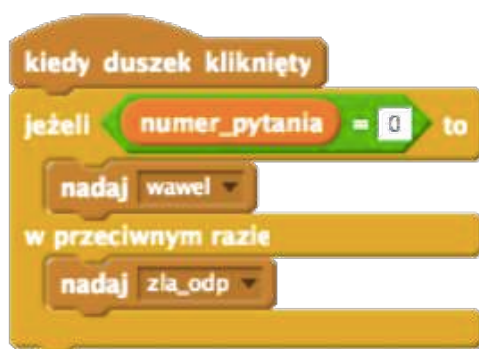 kiedy duszek kliknięty
jeżeli numer_pytania = 0 to
nadaj wawel
w przeciwnym razie
nadaj zla_odp